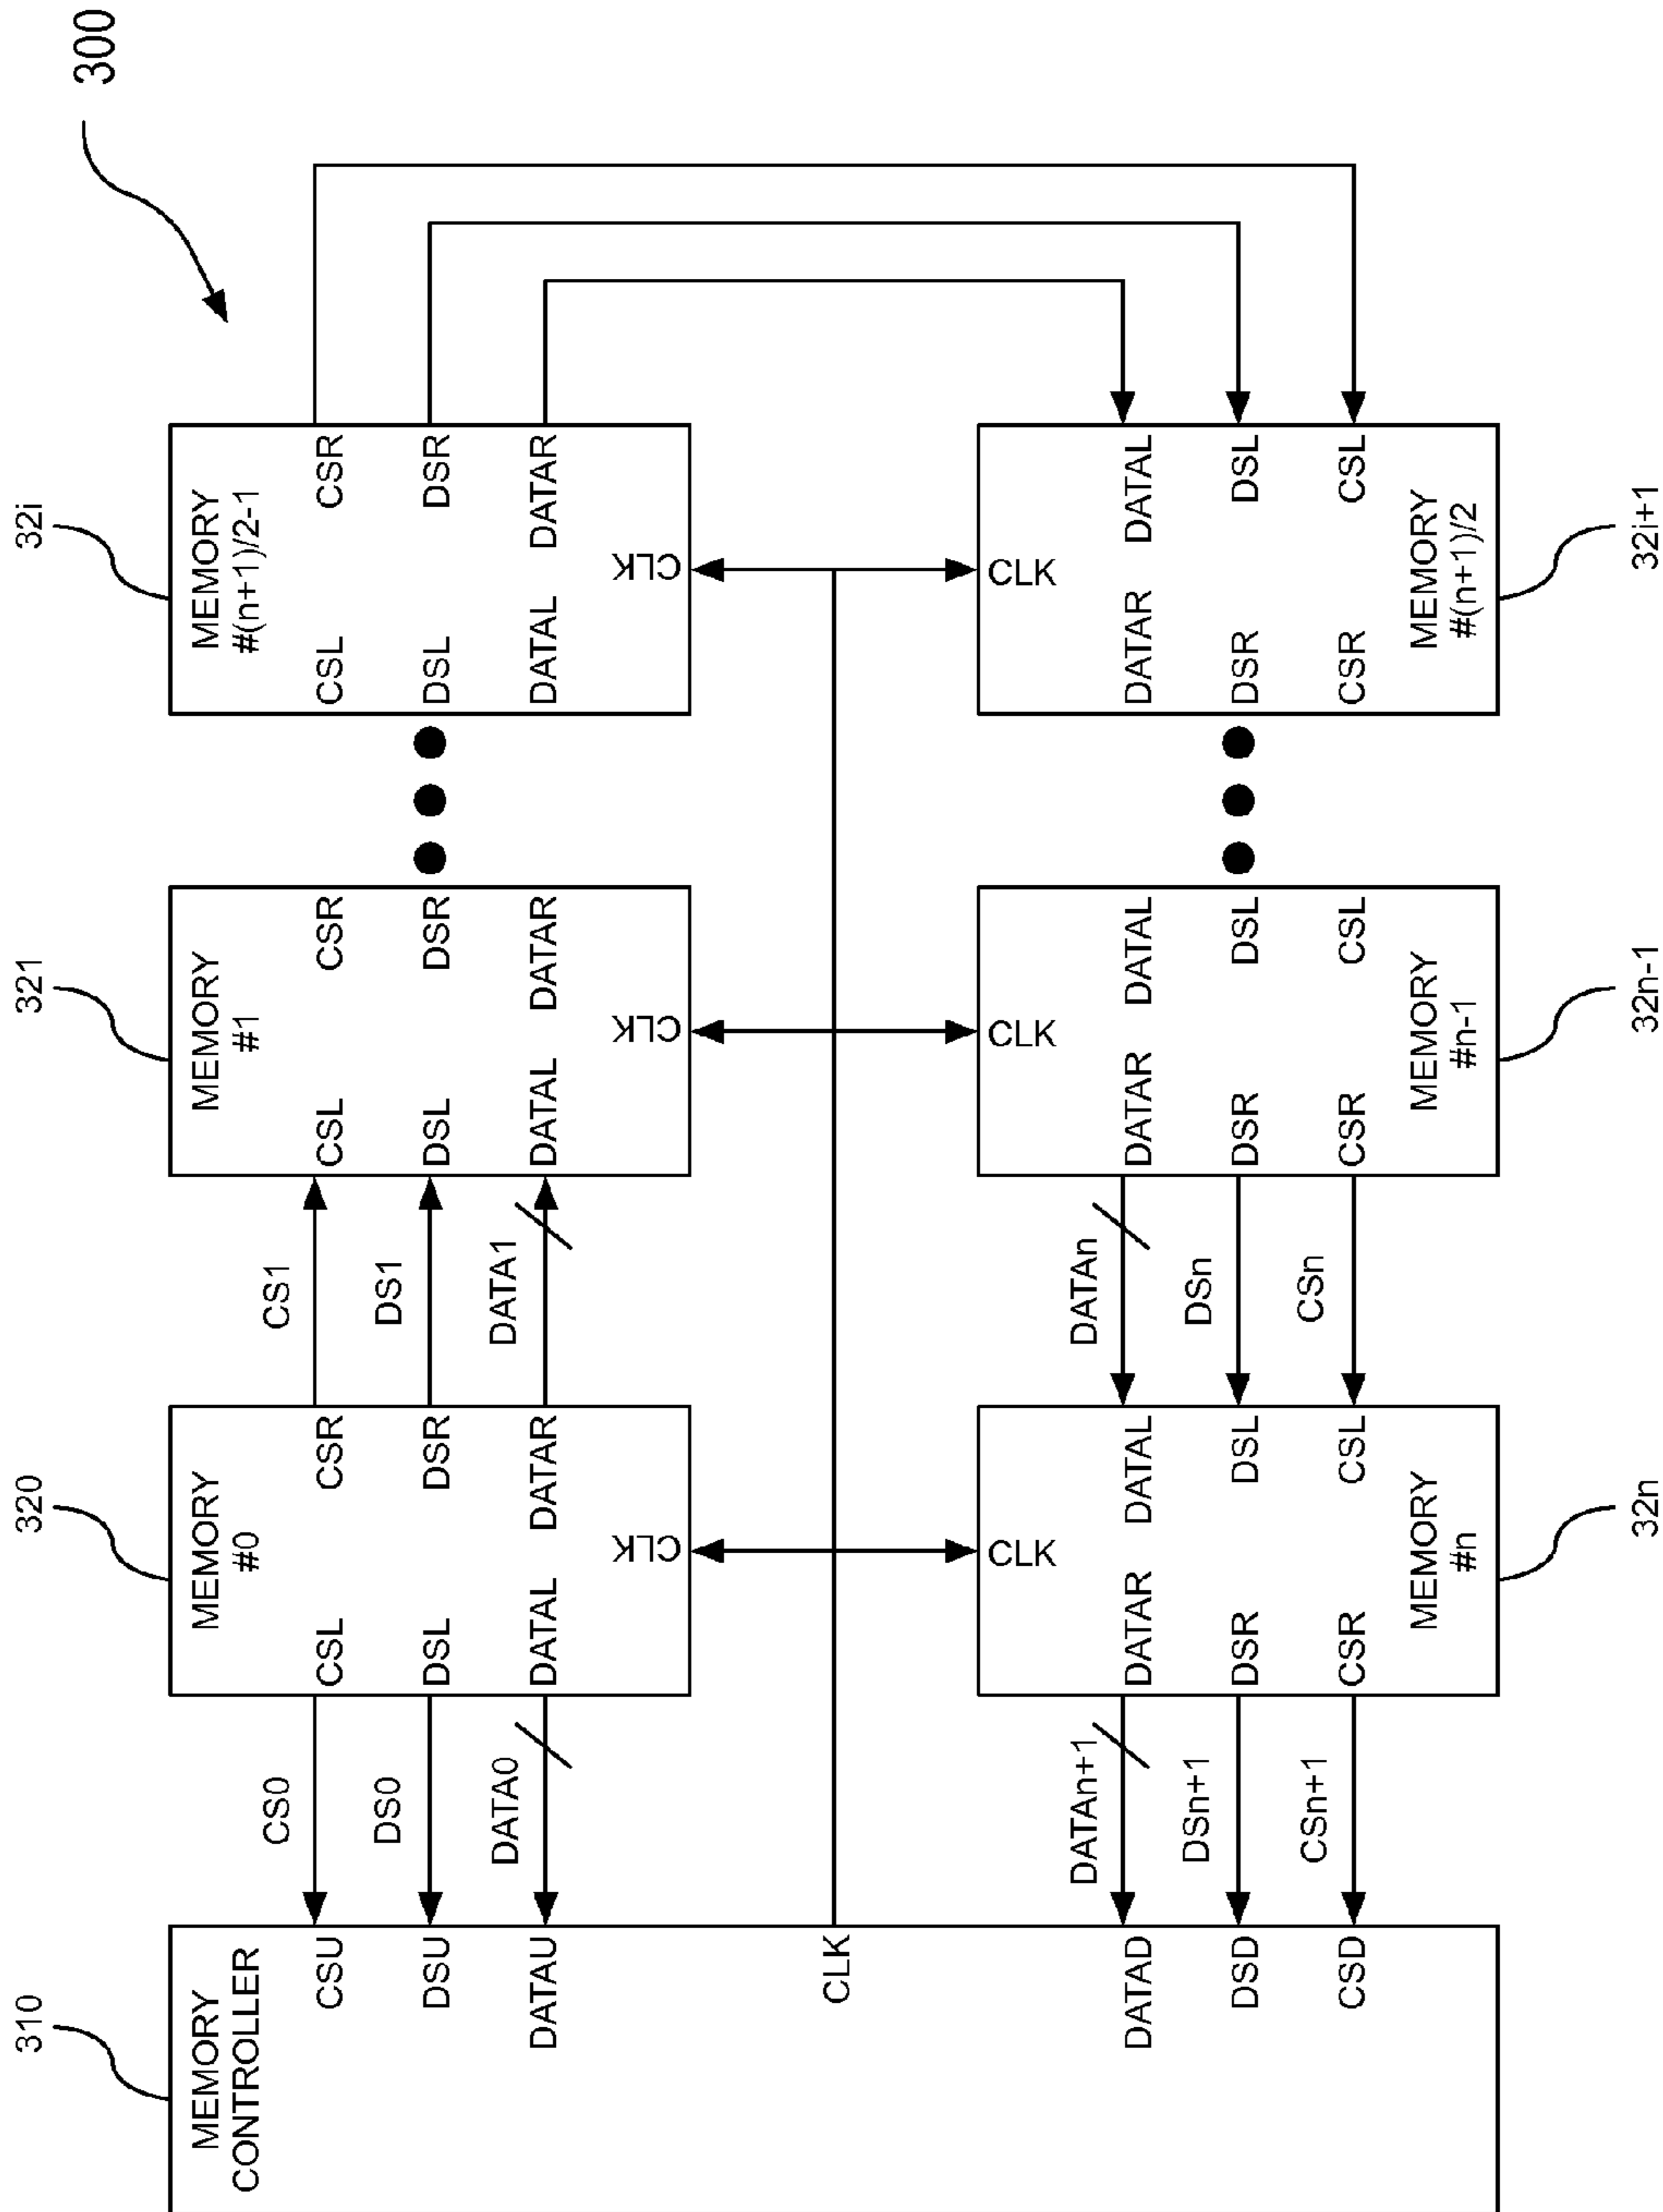 300
310
320
321
32i
MEMORY
CONTROLLER
CSU
DSU
DATAU
CLK
DATAD
DSD
CSD
CS0
DS0
DATA0
MEMORY
#0
CSL
CSR
DSL
DSR
DATAL
DATAR
CLK
CS1
DS1
DATA1
MEMORY
#1
CSL
CSR
DSL
DSR
DATAL
DATAR
CLK
MEMORY
#(n+1)/2-1
CSL
CSR
DSL
DSR
DATAL
DATAR
CLK
DATAn+1
DSn+1
CSn+1
CLK
DATAR
DATAL
DSR
DSL
CSR
CSL
MEMORY
#n
DATAn
DSn
CSn
CLK
DATAR
DATAL
DSR
DSL
CSR
CSL
MEMORY
#n-1
CLK
DATAR
DATAL
DSR
DSL
CSR
CSL
MEMORY
#(n+1)/2
32n
32n-1
32i+1